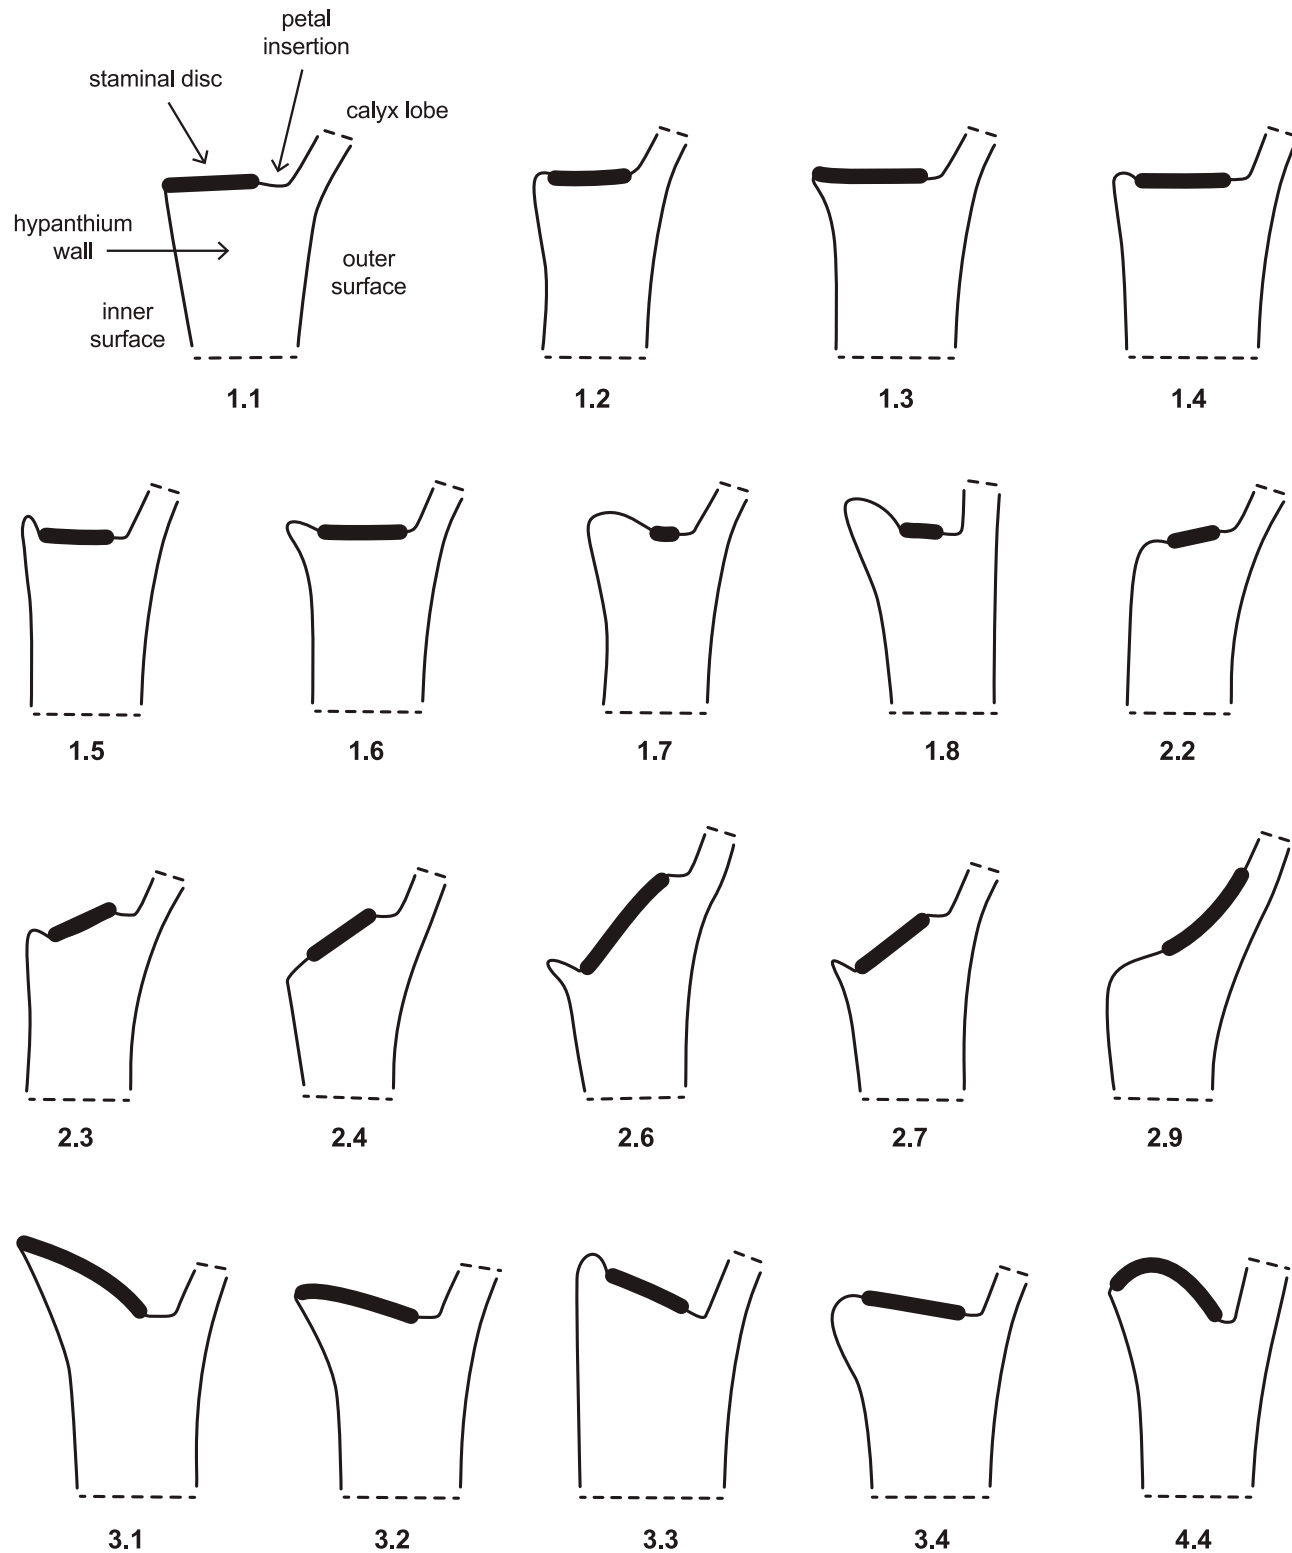 petal
insertion
staminal disc
calyx lobe
hypanthium
wall
outer
surface
inner
surface
1.1
1.2
1.3
1.4
1.5
1.6
1.7
1.8
2.2
2.3
2.4
2.6
2.7
2.9
3.1
3.2
3.3
3.4
4.4